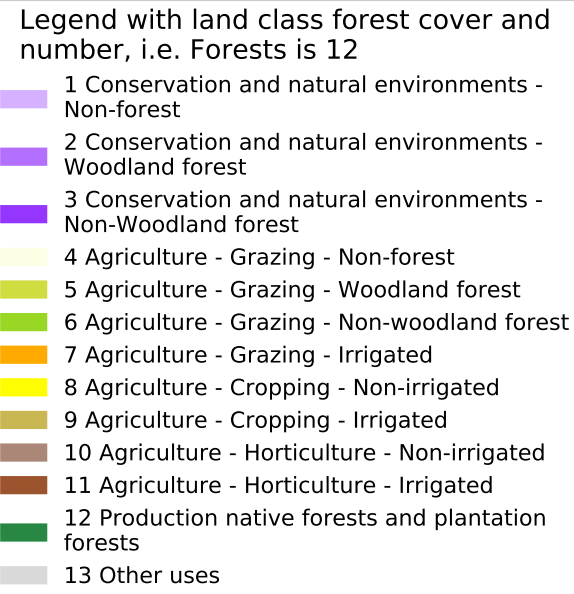 Legend with land class forest cover and
number, i.e. Forests is 12
1 Conservation and natural environments -
Non-forest
2 Conservation and natural environments -
Woodland forest
3 Conservation and natural environments -
Non-Woodland forest
4 Agriculture - Grazing - Non-forest
5 Agriculture - Grazing - Woodland forest
6 Agriculture - Grazing - Non-woodland forest
7 Agriculture - Grazing - Irrigated
8 Agriculture - Cropping - Non-irrigated
9 Agriculture - Cropping - Irrigated
10 Agriculture - Horticulture - Non-irrigated
11 Agriculture - Horticulture - Irrigated
12 Production native forests and plantation
forests
13 Other uses